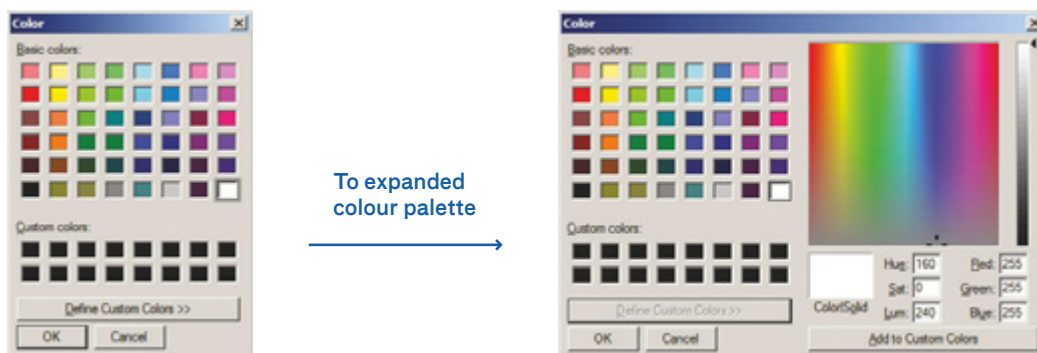 Color
Basic colors:
Custom colors:
Define Custom Colors >>
OK Cancel
To expanded
colour palette
Color
Basic colors:
Custom colors:
Define Custom Colors >>
OK Cancel
Color|Solid
Hue: 160 Red: 255
Sat: 0 Green: 255
Lum: 240 Blue: 255
Add to Custom Colors